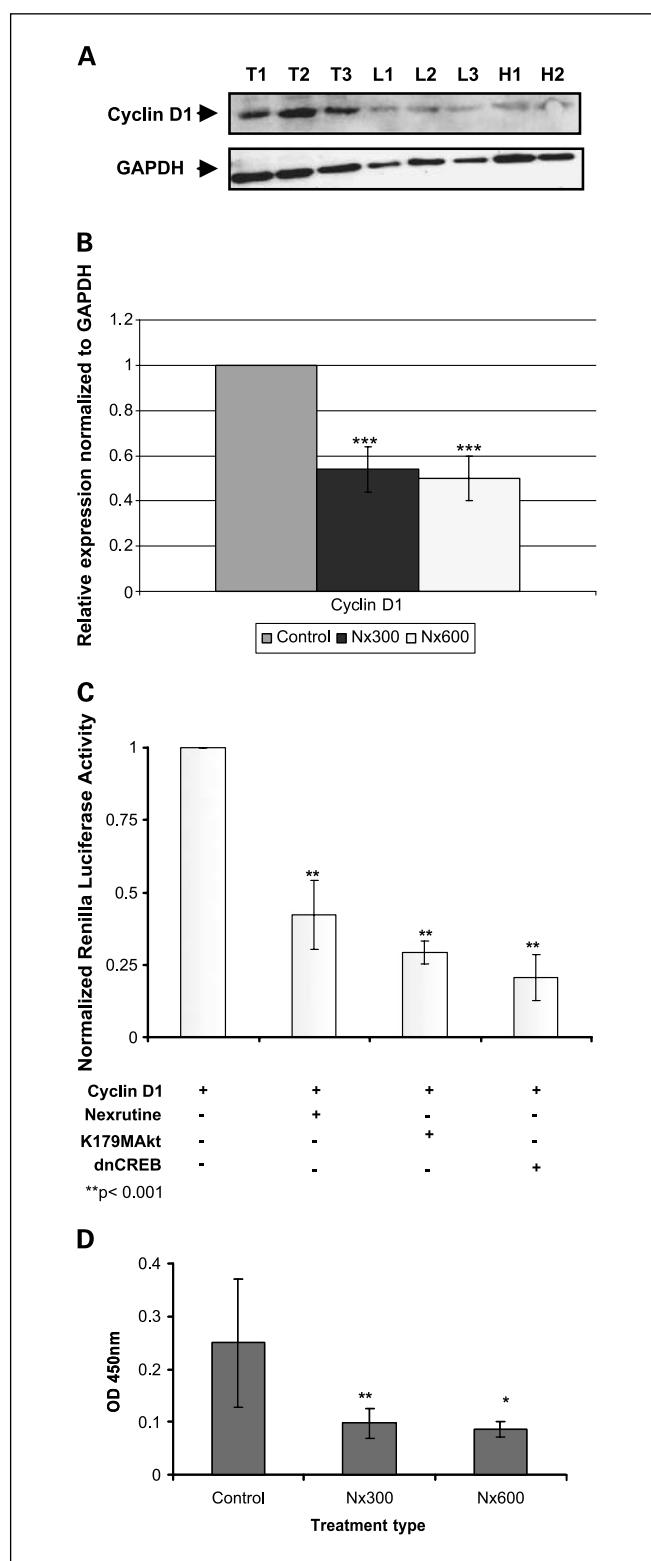 A
T1 T2 T3 L1 L2 L3 H1 H2
Cyclin D1
GAPDH
B
Relative expression normalized to GAPDH
1.2
1
0.8
0.6
0.4
0.2
0
*** ***
Cyclin D1
Control Nx300 Nx600
C
Normalized Renilla Luciferase Activity
1
0.75
0.5
0.25
0
** ** **
Cyclin D1 + + + +
Nexrutine - + - -
K179MAkt - - + -
dnCREB - - - +
**p< 0.001
D
OD 450nm
0.4
0.3
0.2
0.1
0
** *
Control Nx300 Nx600
Treatment type